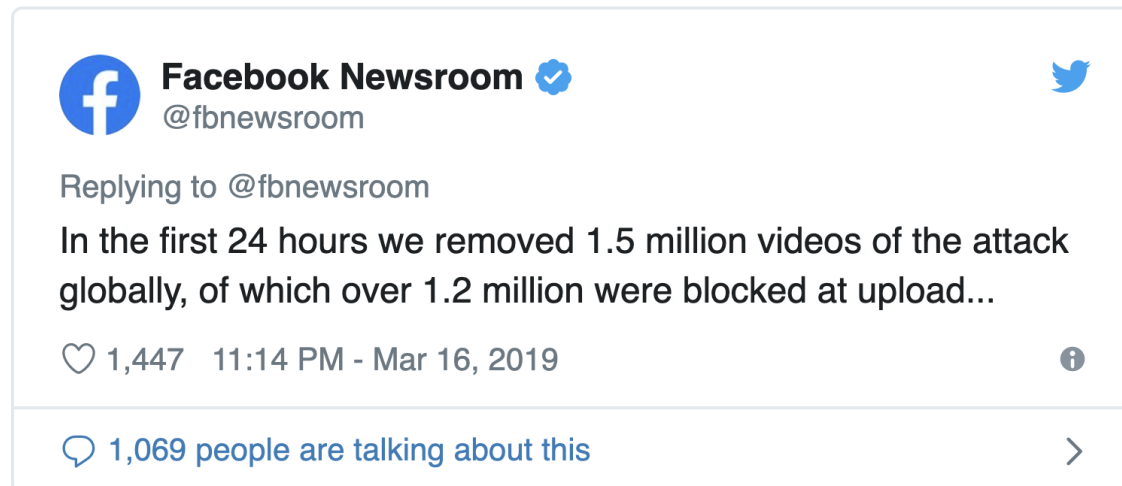 Facebook Newsroom
@fbnewsroom
Replying to @fbnewsroom
In the first 24 hours we removed 1.5 million videos of the attack
globally, of which over 1.2 million were blocked at upload...
1,447 11:14 PM - Mar 16, 2019
1,069 people are talking about this